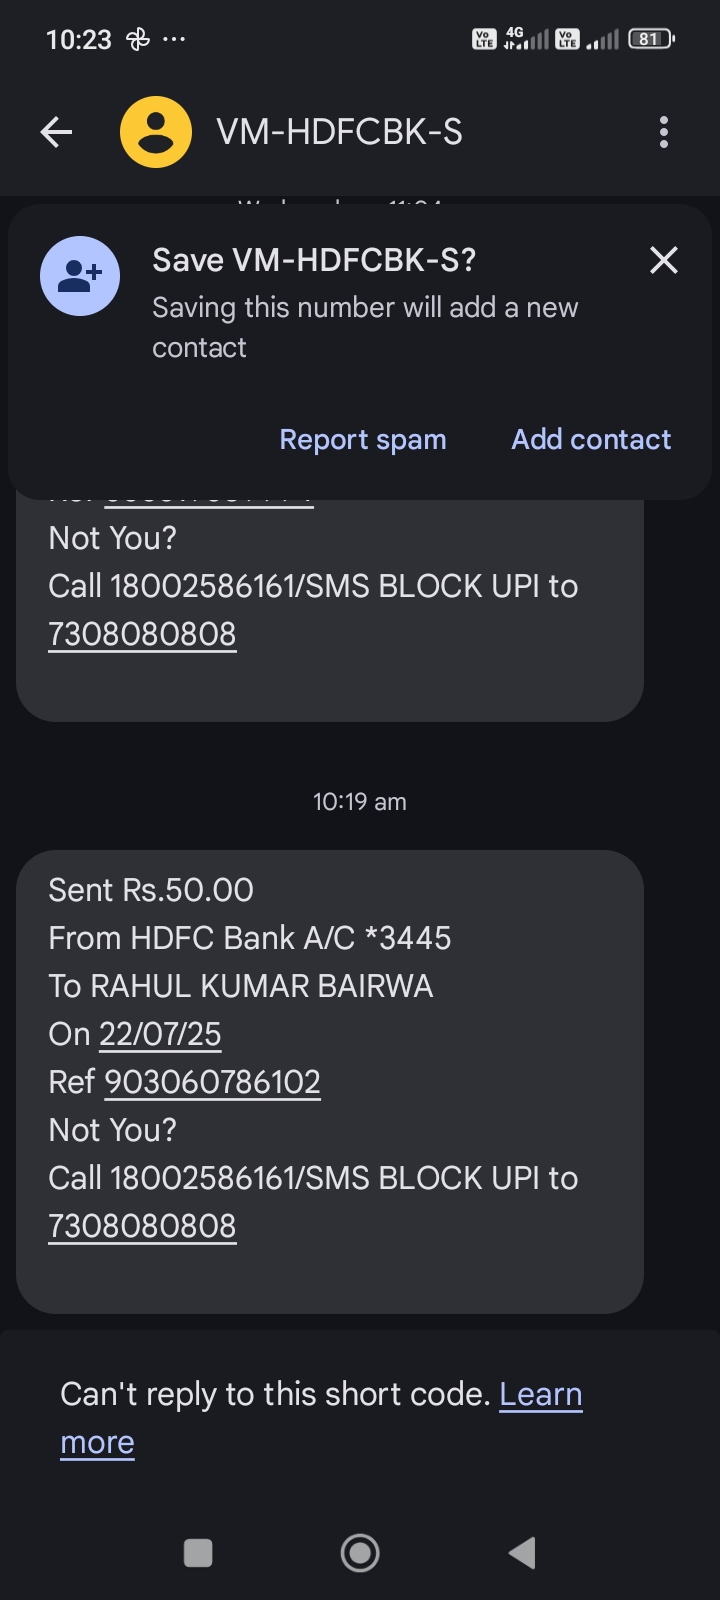 10:23
Vo LTE 4G Vo LTE 81
VM-HDFCBK-S
Save VM-HDFCBK-S?
Saving this number will add a new
contact
Report spam Add contact
Not You?
Call 18002586161/SMS BLOCK UPI to
7308080808
10:19 am
Sent Rs.50.00
From HDFC Bank A/C *3445
To RAHUL KUMAR BAIRWA
On 22/07/25
Ref 903060786102
Not You?
Call 18002586161/SMS BLOCK UPI to
7308080808
Can't reply to this short code. Learn
more